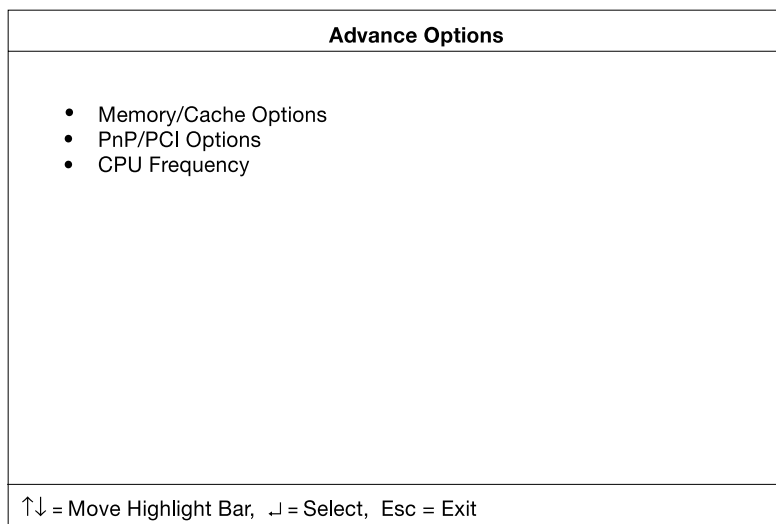 Advance Options
• Memory/Cache Options
• PnP/PCI Options
• CPU Frequency
↑↓ = Move Highlight Bar, ↵ = Select, Esc = Exit